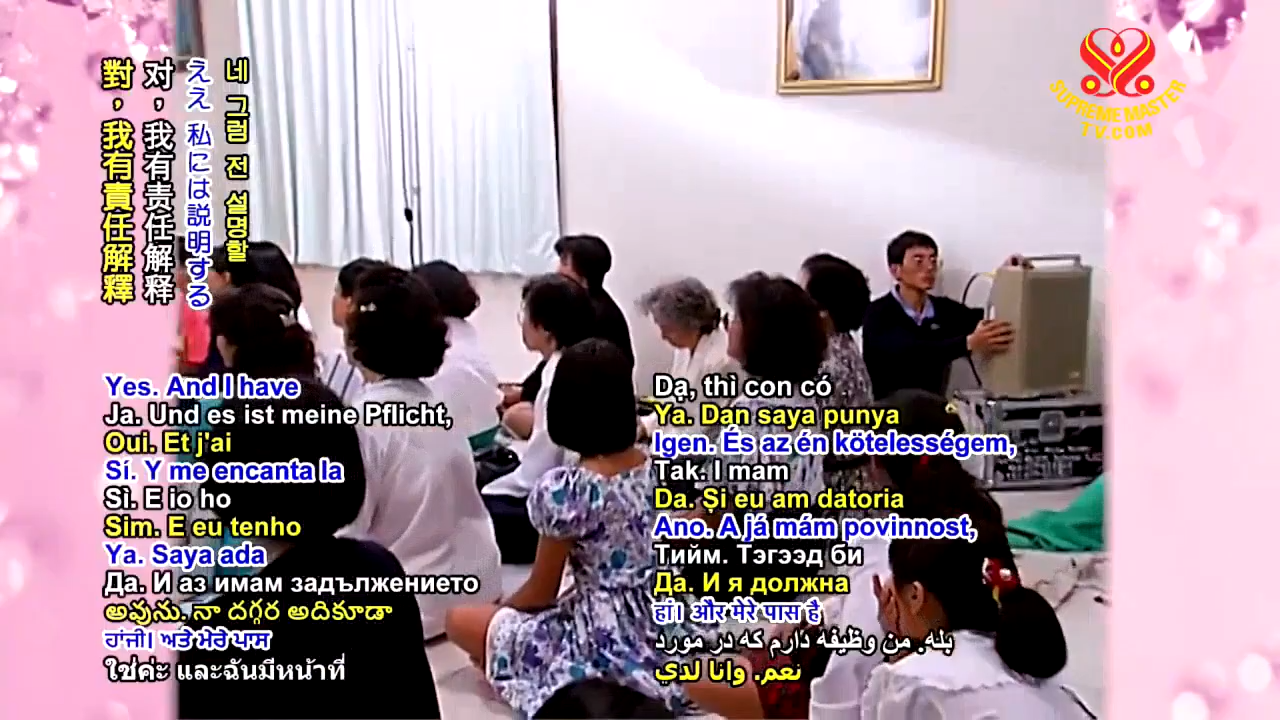 對，我有責任解釋
对，我有责任解释
ええ 私には説明する
네 그럼 전 설명할
SUPREME MASTER
TV.COM
Yes. And I have
Ja. Und es ist meine Pflicht,
Oui. Et j'ai
Sí. Y me encanta la
Sì. E io ho
Sim. E eu tenho
Ya. Saya ada
Да. И аз имам задължението
అవును. నా దగ్గర అదికూడా
ਹਾਂਜੀ। ਅਤੇ ਮੇਰੇ ਪਾਸ
ใช่ค่ะ และฉันมีหน้าที่
Dạ, thì con có
Ya. Dan saya punya
Igen. És az én kötelességem,
Tak. I mam
Da. Și eu am datoria
Ano. A já mám povinnost,
Тийм. Тэгээд би
Да. И я должна
हां। और मेरे पास है
بله. من وظیفه دارم که در مورد
نعم. وانا لدي